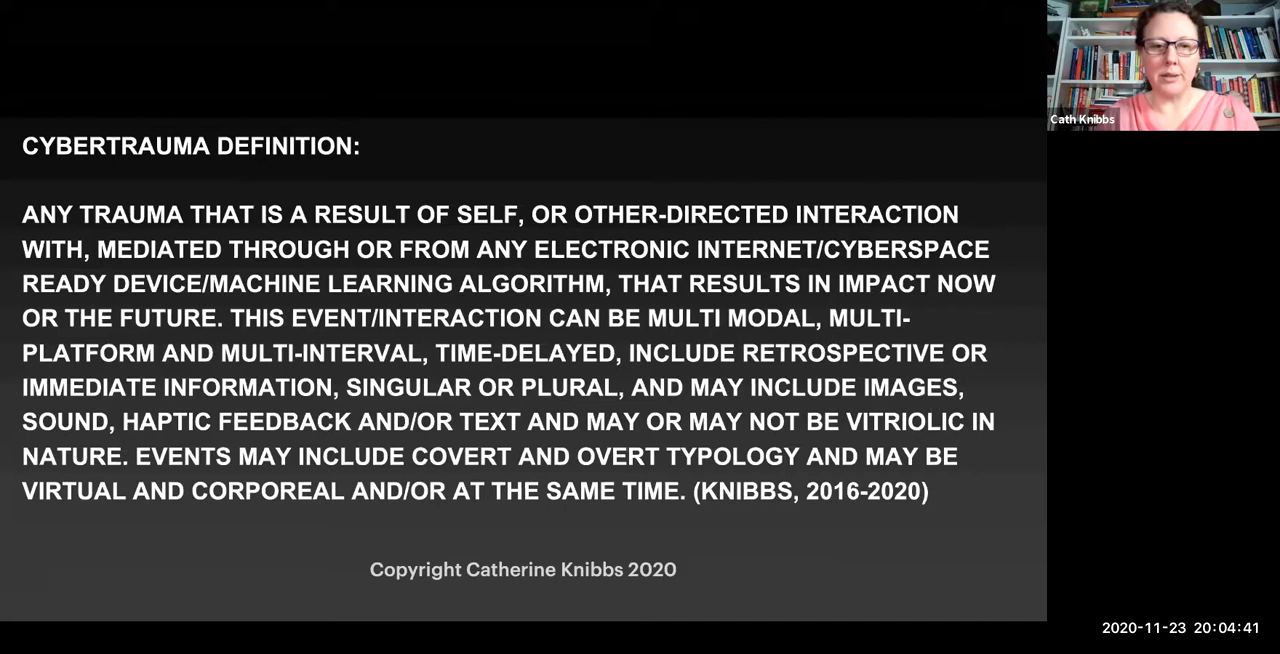 CYBERTRAUMA DEFINITION:
ANY TRAUMA THAT IS A RESULT OF SELF, OR OTHER-DIRECTED INTERACTION
WITH, MEDIATED THROUGH OR FROM ANY ELECTRONIC INTERNET/CYBERSPACE
READY DEVICE/MACHINE LEARNING ALGORITHM, THAT RESULTS IN IMPACT NOW
OR THE FUTURE. THIS EVENT/INTERACTION CAN BE MULTI MODAL, MULTI-
PLATFORM AND MULTI-INTERVAL, TIME-DELAYED, INCLUDE RETROSPECTIVE OR
IMMEDIATE INFORMATION, SINGULAR OR PLURAL, AND MAY INCLUDE IMAGES,
SOUND, HAPTIC FEEDBACK AND/OR TEXT AND MAY OR MAY NOT BE VITRIOLIC IN
NATURE. EVENTS MAY INCLUDE COVERT AND OVERT TYPOLOGY AND MAY BE
VIRTUAL AND CORPOREAL AND/OR AT THE SAME TIME. (KNIBBS, 2016-2020)
Copyright Catherine Knibbs 2020
Cath Knibbs
2020-11-23 20:04:41